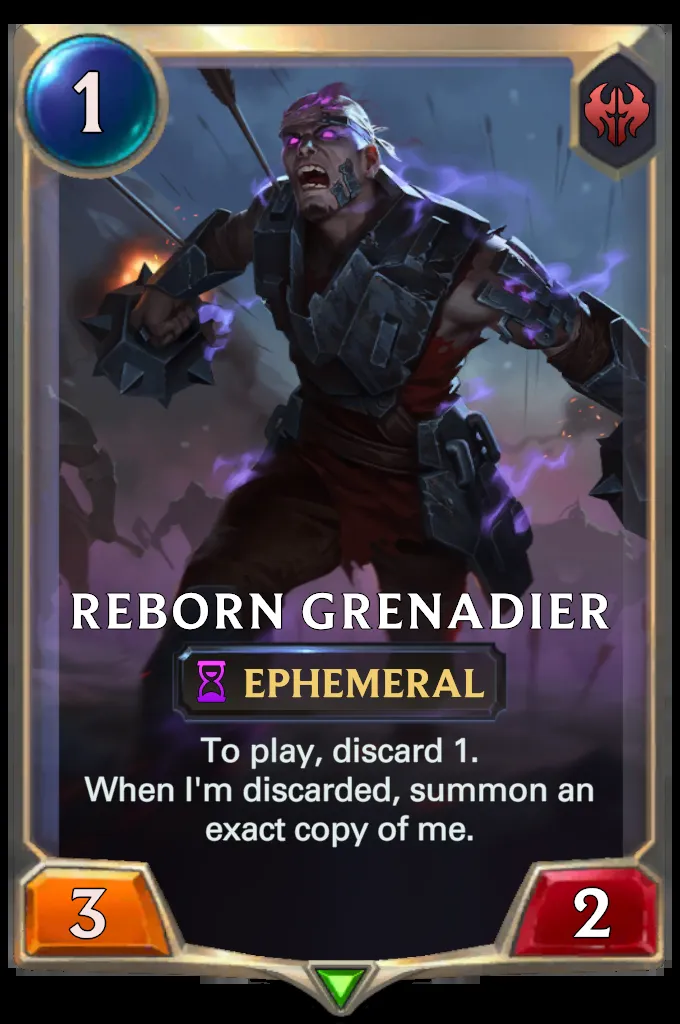 1
REBORN GRENADIER
EPHEMERAL
To play, discard 1.
When I'm discarded, summon an
exact copy of me.
3 2